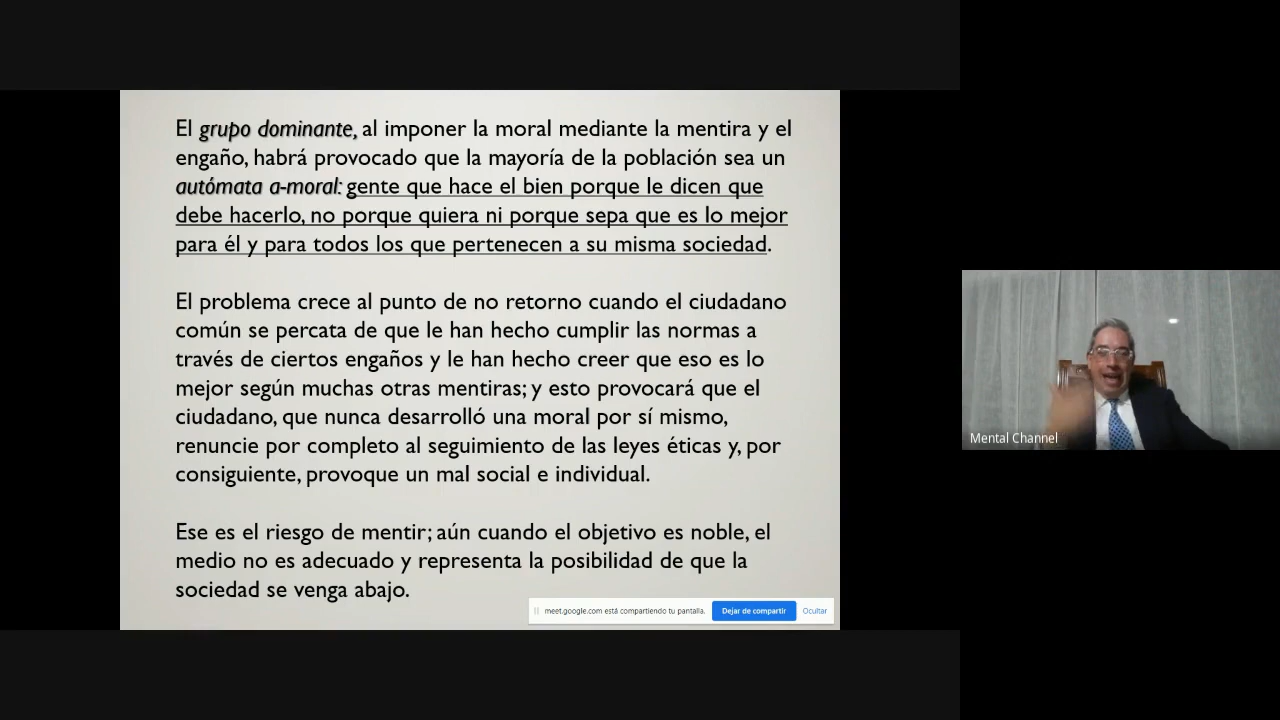 El grupo dominante, al imponer la moral mediante la mentira y el
engaño, habrá provocado que la mayoría de la población sea un
autómata a-moral: gente que hace el bien porque le dicen que
debe hacerlo, no porque quiera ni porque sepa que es lo mejor
para él y para todos los que pertenecen a su misma sociedad.
El problema crece al punto de no retorno cuando el ciudadano
común se percata de que le han hecho cumplir las normas a
través de ciertos engaños y le han hecho creer que eso es lo
mejor según muchas otras mentiras; y esto provocará que el
ciudadano, que nunca desarrolló una moral por sí mismo,
renuncie por completo al seguimiento de las leyes éticas y, por
consiguiente, provoque un mal social e individual.
Ese es el riesgo de mentir; aún cuando el objetivo es noble, el
medio no es adecuado y representa la posibilidad de que la
sociedad se venga abajo.
meet.google.com está compartiendo tu pantalla. Dejar de compartir Ocultar
Mental Channel